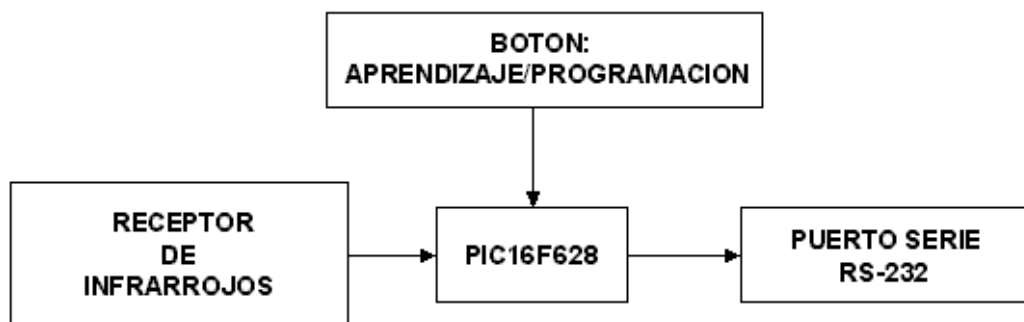 BOTON:
APRENDIZAJE/PROGRAMACION
RECEPTOR
DE
INFRARROJOS
PIC16F628
PUERTO SERIE
RS-232